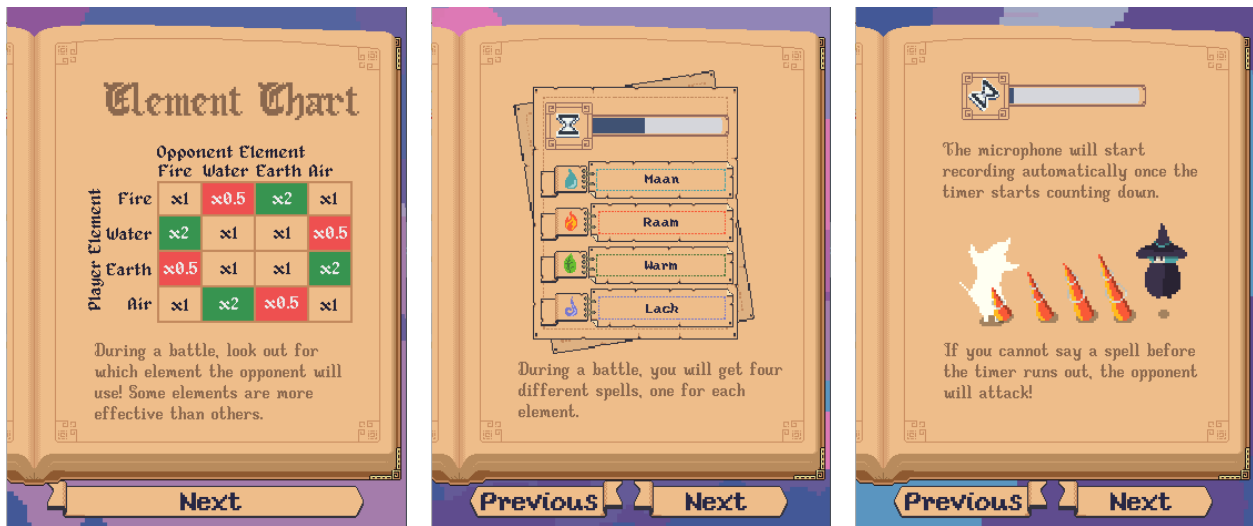 Element Chart
Opponent Element
Fire Water Earth Air
Player Element
Fire x1 x0.5 x2 x1
Water x2 x1 x1 x0.5
Earth x0.5 x1 x1 x2
Air x1 x2 x0.5 x1
During a battle, look out for
which element the opponent will
use! Some elements are more
effective than others.
Next
Maan
Raam
Warm
Lack
During a battle, you will get four
different spells, one for each
element.
Previous
Next
The microphone will start
recording automatically once the
timer starts counting down.
If you cannot say a spell before
the timer runs out, the opponent
will attack!
Previous
Next